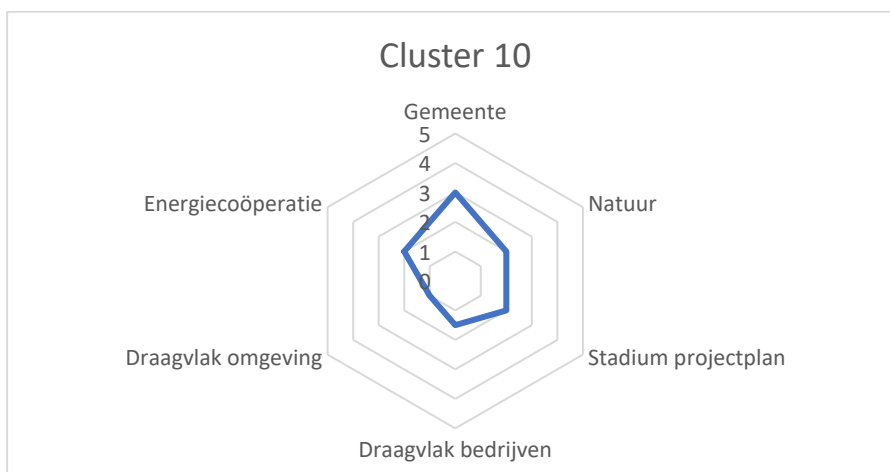 Cluster 10
Gemeente
5
4
3
2
1
0
Energiecoöperatie
Natuur
Draagvlak omgeving
Stadium projectplan
Draagvlak bedrijven